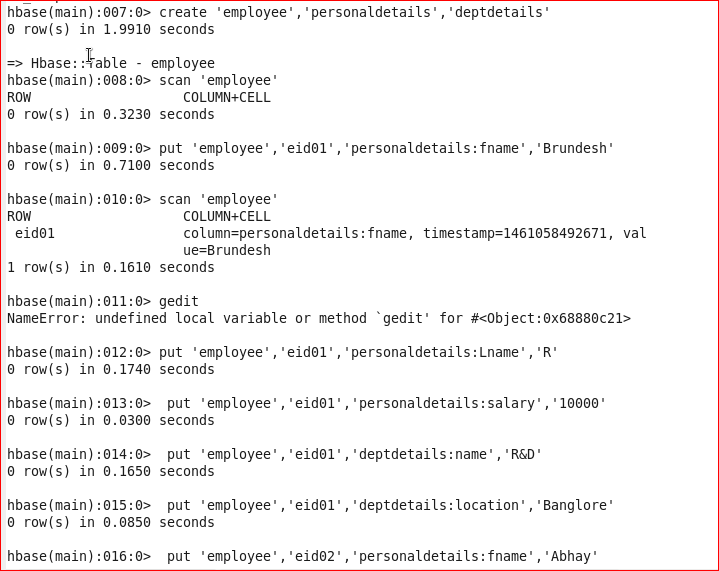 hbase(main):007:0> create 'employee','personaldetails','deptdetails'
0 row(s) in 1.9910 seconds
=> Hbase::Table - employee
hbase(main):008:0> scan 'employee'
ROW                   COLUMN+CELL
0 row(s) in 0.3230 seconds
hbase(main):009:0> put 'employee','eid01','personaldetails:fname','Brundesh'
0 row(s) in 0.7100 seconds
hbase(main):010:0> scan 'employee'
ROW                   COLUMN+CELL
 eid01                column=personaldetails:fname, timestamp=1461058492671, val
                      ue=Brundesh
1 row(s) in 0.1610 seconds
hbase(main):011:0> gedit
NameError: undefined local variable or method `gedit' for #<Object:0x68880c21>
hbase(main):012:0> put 'employee','eid01','personaldetails:Lname','R'
0 row(s) in 0.1740 seconds
hbase(main):013:0>  put 'employee','eid01','personaldetails:salary','10000'
0 row(s) in 0.0300 seconds
hbase(main):014:0>  put 'employee','eid01','deptdetails:name','R&D'
0 row(s) in 0.1650 seconds
hbase(main):015:0>  put 'employee','eid01','deptdetails:location','Banglore'
0 row(s) in 0.0850 seconds
hbase(main):016:0>  put 'employee','eid02','personaldetails:fname','Abhay'